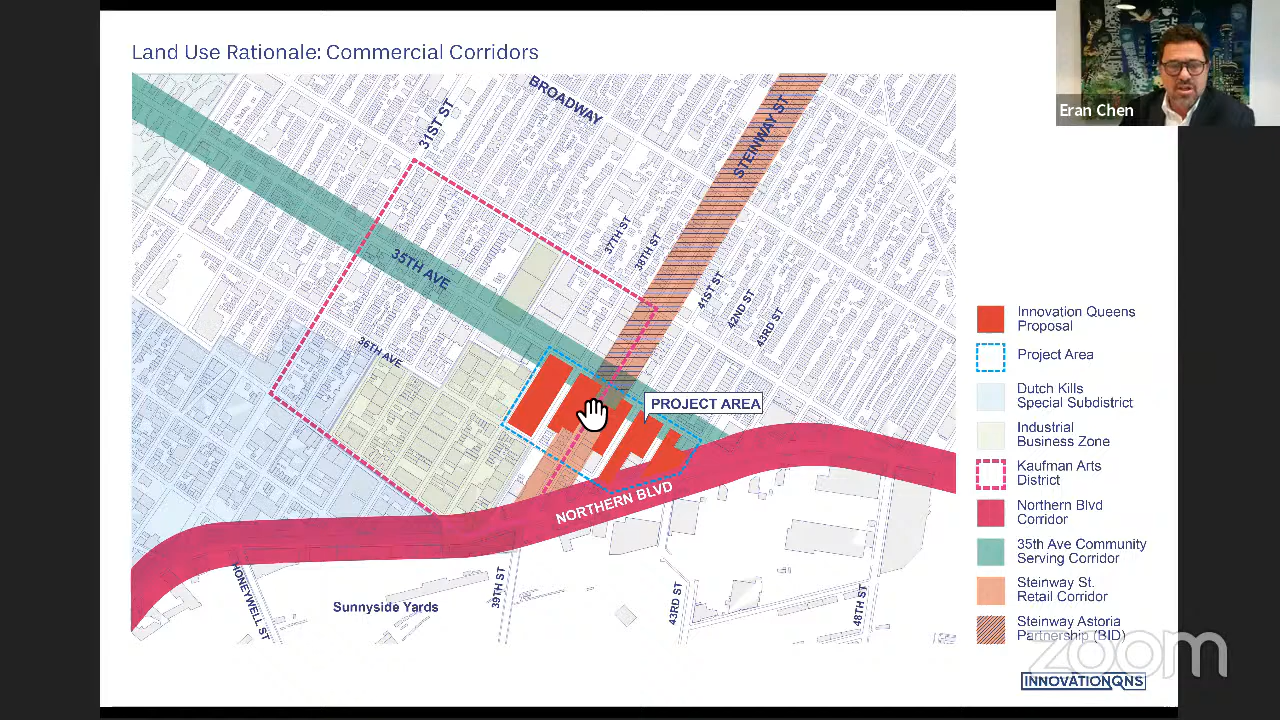 Land Use Rationale: Commercial Corridors
Eran Chen
BROADWAY
31ST ST
STEINWAY ST
37TH ST
38TH ST
35TH AVE
41ST ST
42ND ST
43RD ST
36TH AVE
PROJECT AREA
NORTHERN BLVD
HONEYWELL ST
Sunnyside Yards
39TH ST
43RD ST
48TH ST
Innovation Queens
Proposal
Project Area
Dutch Kills
Special Subdistrict
Industrial
Business Zone
Kaufman Arts
District
Northern Blvd
Corridor
35th Ave Community
Serving Corridor
Steinway St.
Retail Corridor
Steinway Astoria
Partnership (BID)
zoom
INNOVATIONQNS